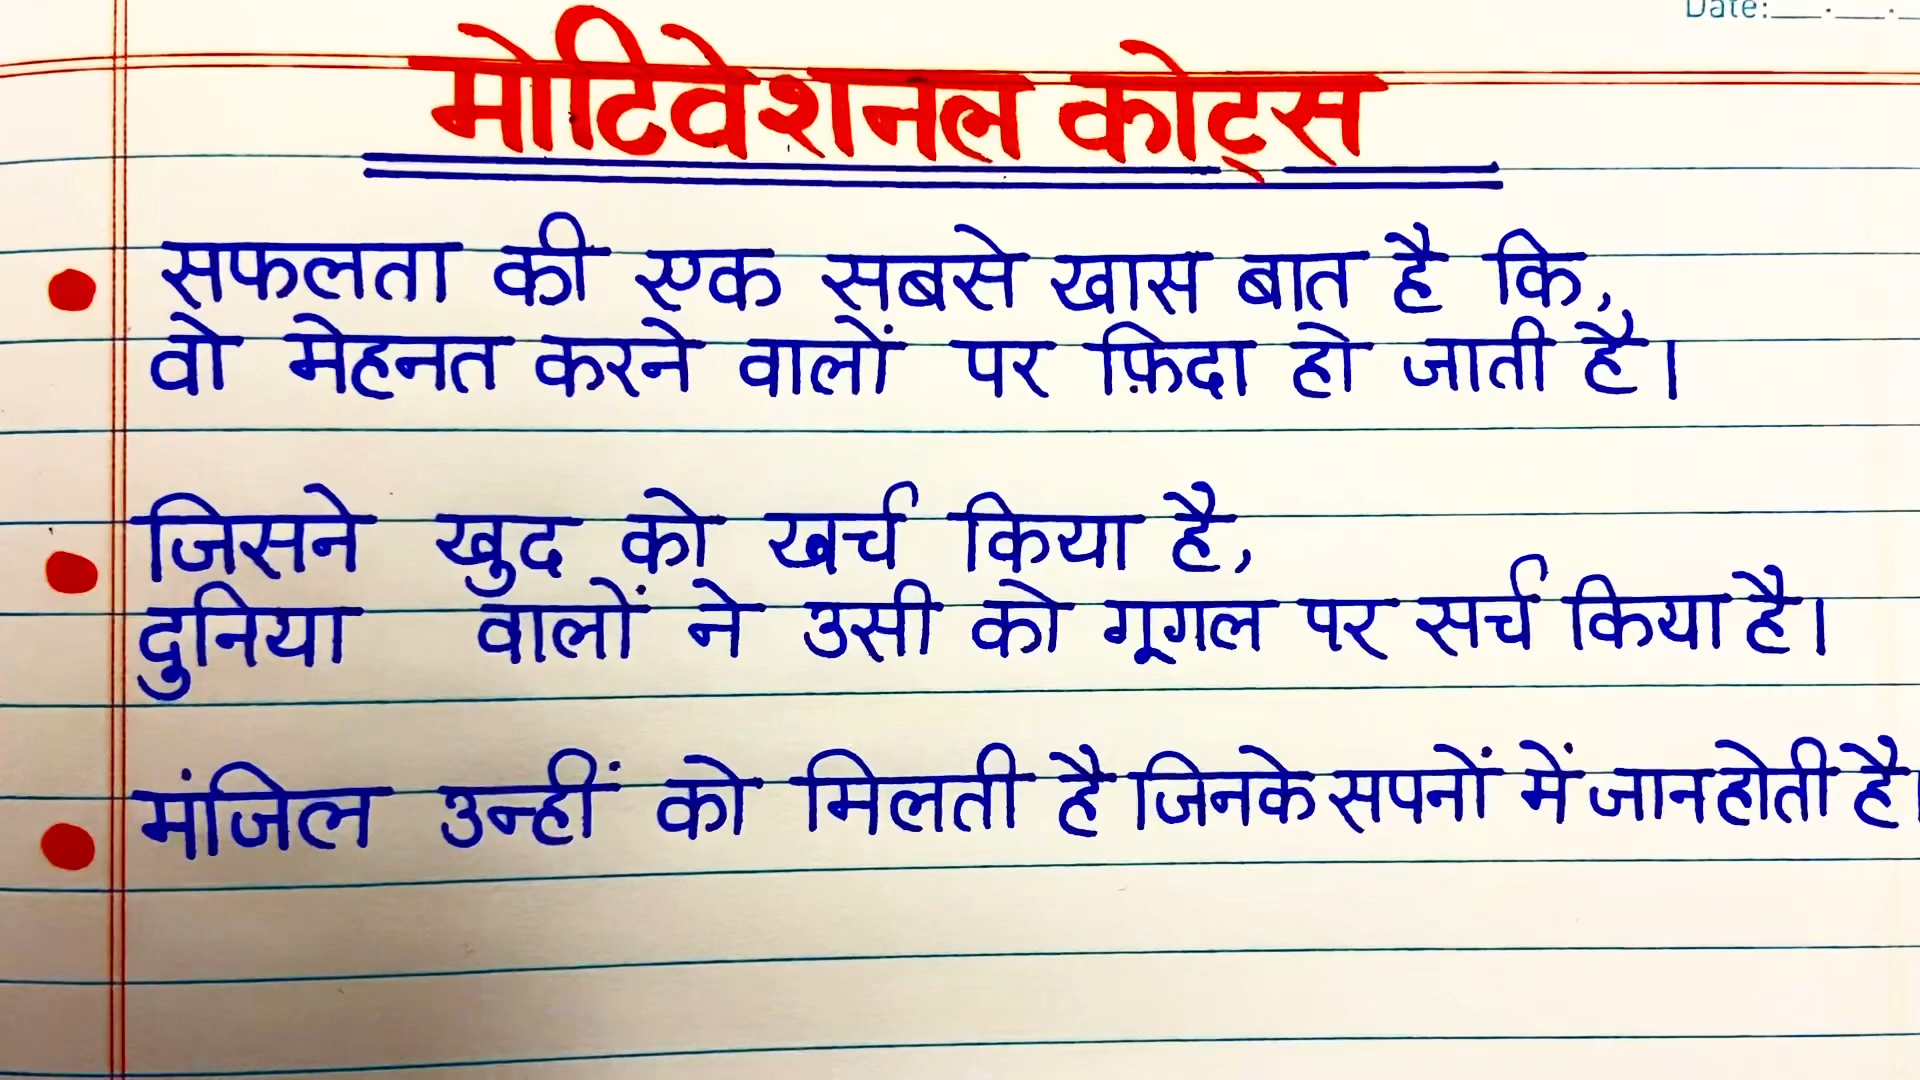 Date:
मोटिवेशनल कोट्स
सफलता की एक सबसे खास बात है कि,
वो मेहनत करने वालों पर फ़िदा हो जाती है।
जिसने खुद को खर्च किया है,
दुनिया वालों ने उसी को गूगल पर सर्च किया है।
मंजिल उन्हीं को मिलती है जिनके सपनों में जान होती है।